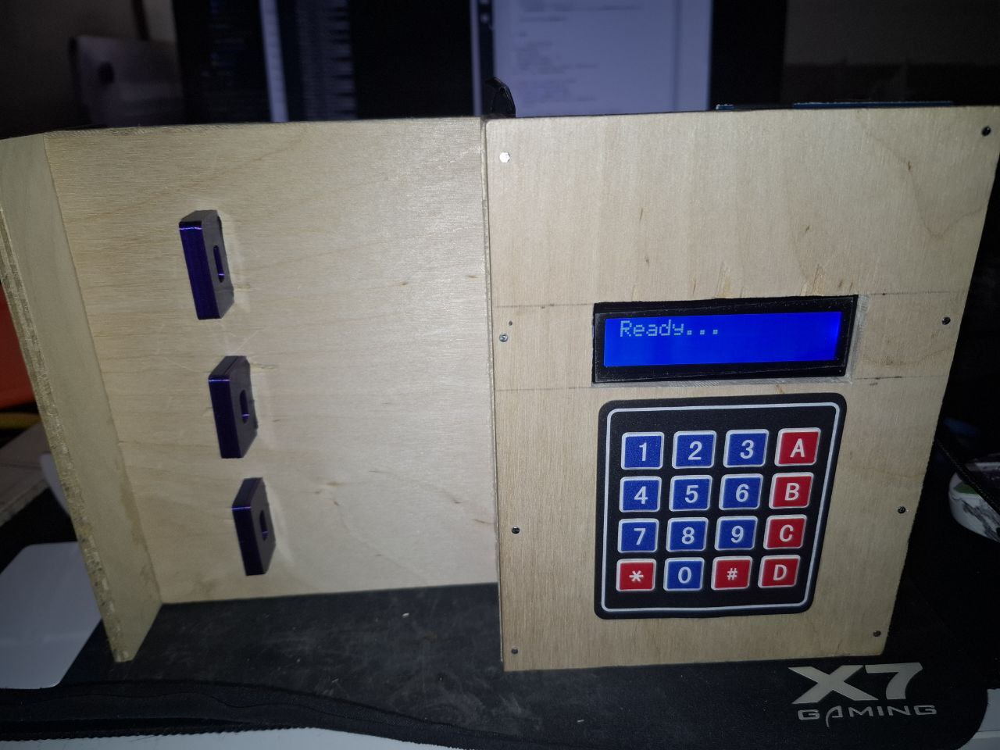 Ready...
1 2 3 A
4 5 6 B
7 8 9 C
* 0 # D
X7
GAMING